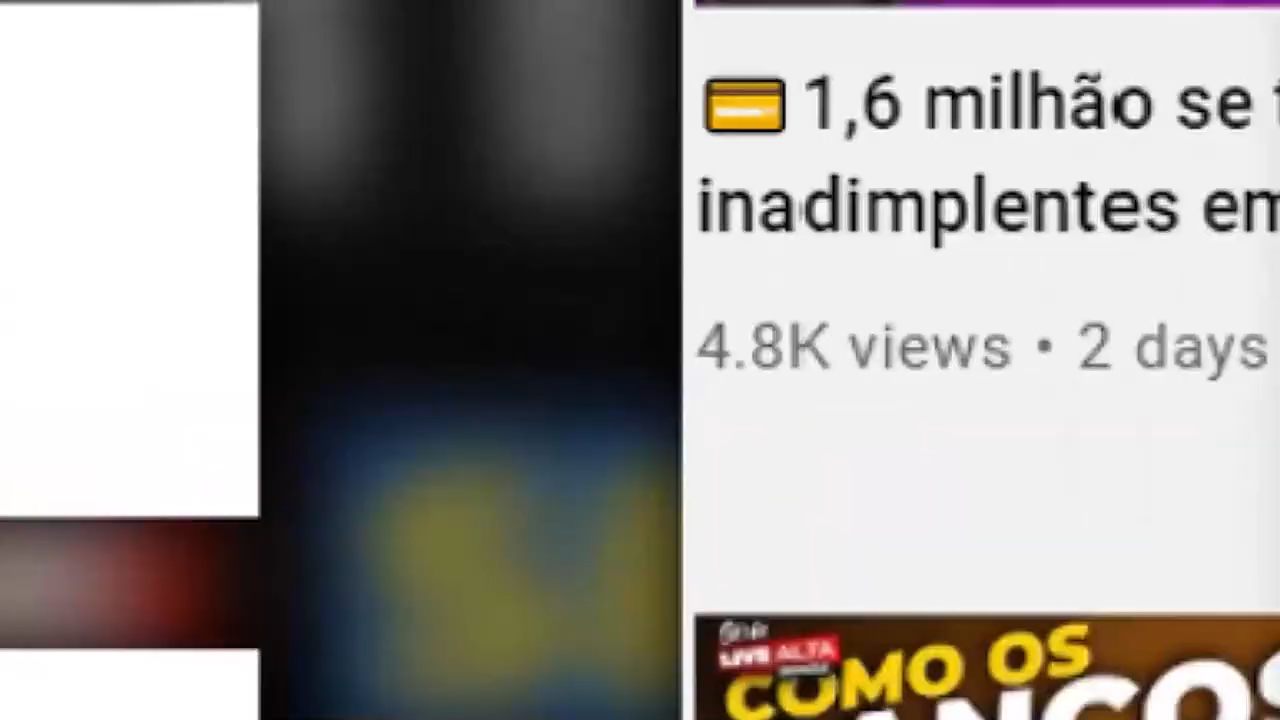 1,6 milhão se
inadimplentes em
4.8K views • 2 days
LIVE ALTA
COMO OS